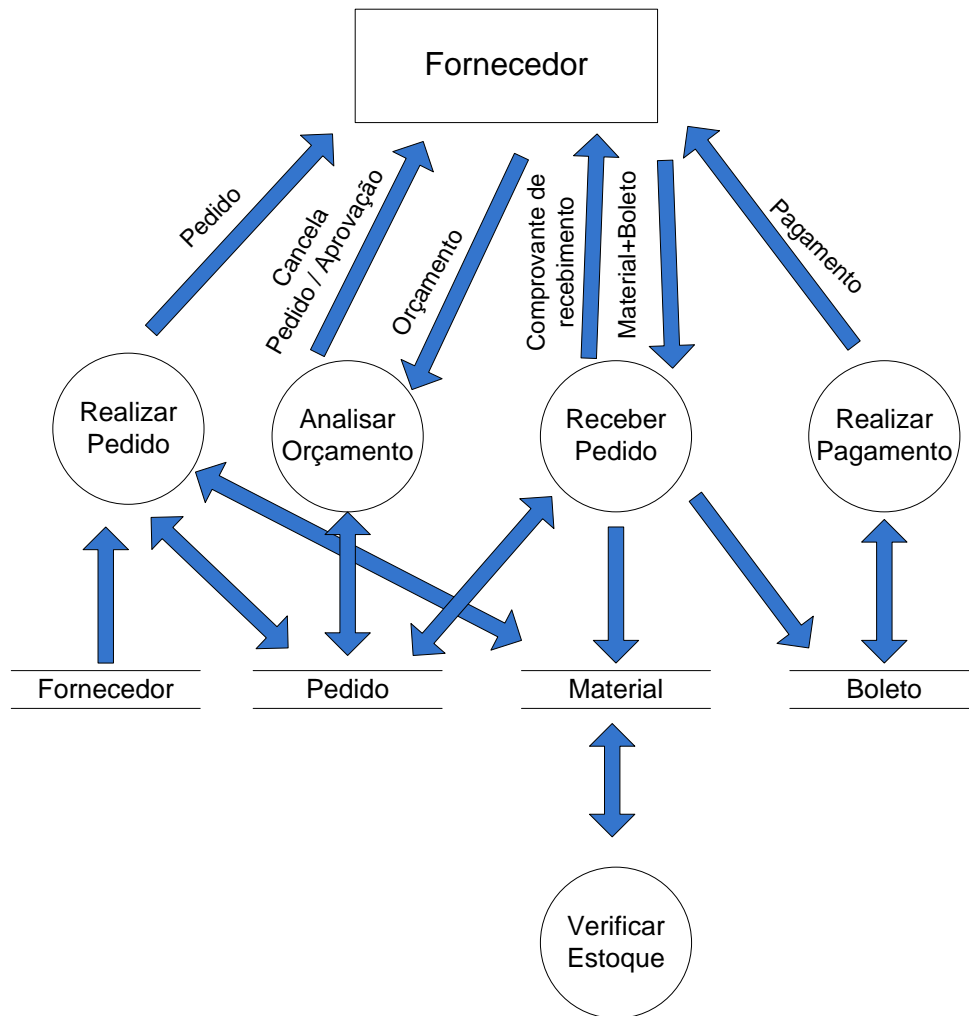 Fornecedor
Pedido
Cancela
Pedido / Aprovação
Orçamento
Comprovante de
recebimento
Material+Boleto
Pagamento
Realizar
Pedido
Analisar
Orçamento
Receber
Pedido
Realizar
Pagamento
Fornecedor
Pedido
Material
Boleto
Verificar
Estoque